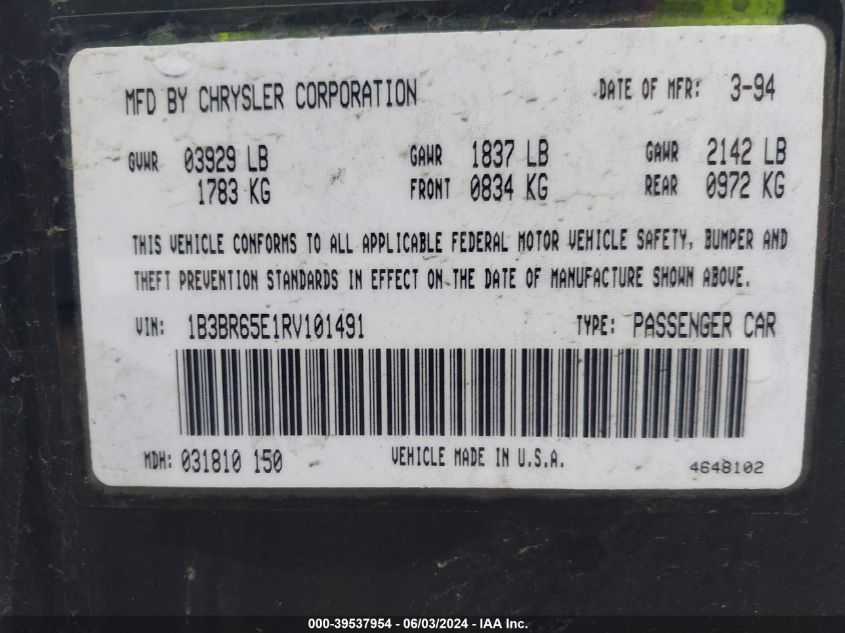 MFD BY CHRYSLER CORPORATION DATE OF MFR: 3-94
GVWR 03929 LB GAWR 1837 LB GAWR 2142 LB
1783 KG FRONT 0834 KG REAR 0972 KG
THIS VEHICLE CONFORMS TO ALL APPLICABLE FEDERAL MOTOR VEHICLE SAFETY, BUMPER AND
THEFT PREVENTION STANDARDS IN EFFECT ON THE DATE OF MANUFACTURE SHOWN ABOVE.
VIN: 1B3BR65E1RV101491 TYPE: PASSENGER CAR
MDH: 031810 150 VEHICLE MADE IN U.S.A. 4648102
000-39537954 - 06/03/2024 - IAA Inc.